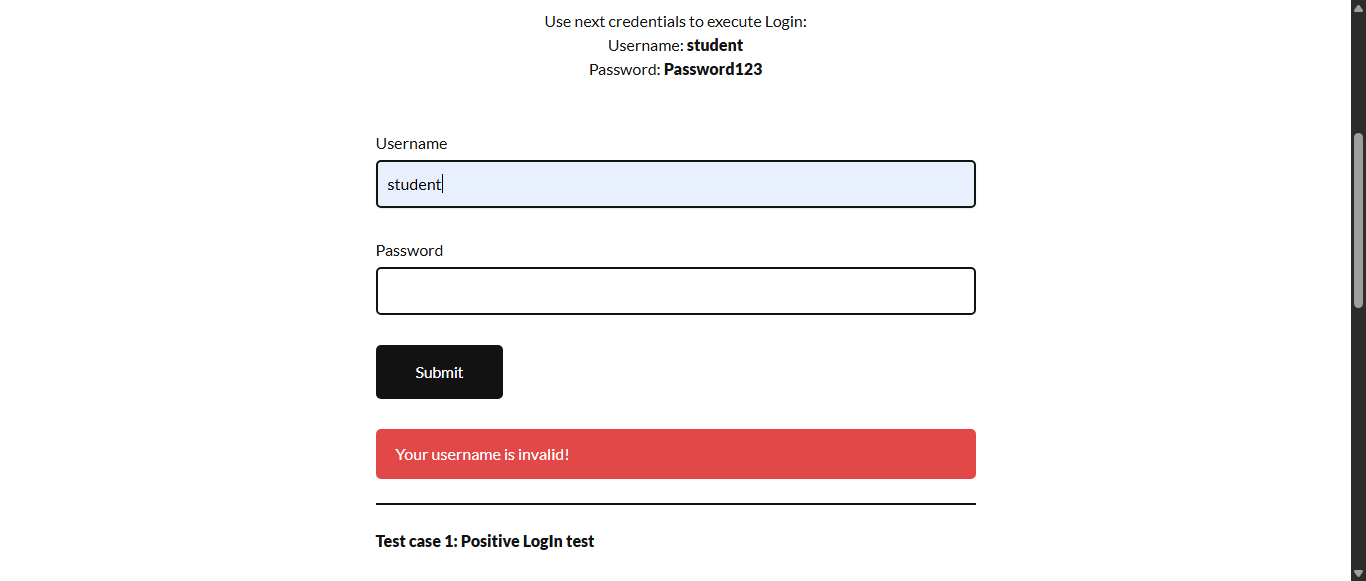 Use next credentials to execute Login:
Username: student
Password: Password123
Username
student
Password
Submit
Your username is invalid!
Test case 1: Positive LogIn test